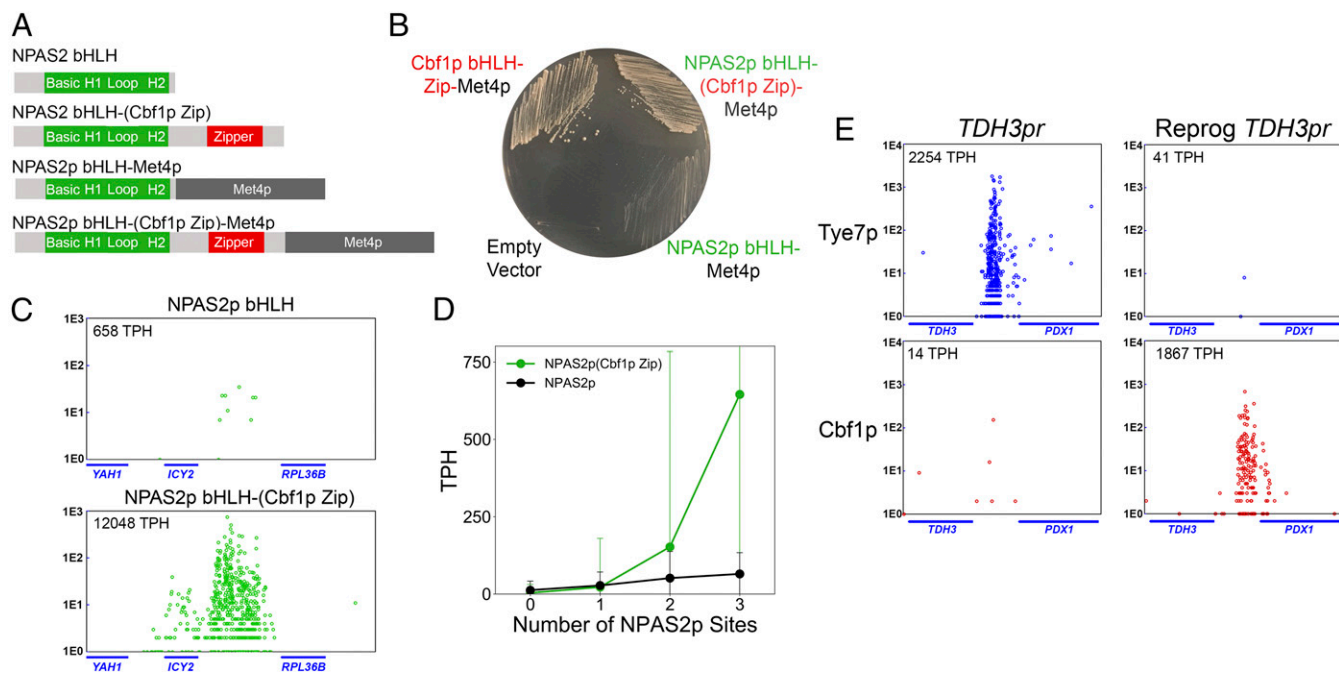 A
NPAS2 bHLH
Basic H1 Loop H2
NPAS2 bHLH-(Cbf1p Zip)
Basic H1 Loop H2 Zipper
NPAS2p bHLH-Met4p
Basic H1 Loop H2 Met4p
NPAS2p bHLH-(Cbf1p Zip)-Met4p
Basic H1 Loop H2 Zipper Met4p
B
Cbf1p bHLH-
Zip-Met4p
NPAS2p bHLH-
(Cbf1p Zip)-
Met4p
Empty
Vector
NPAS2p bHLH-
Met4p
C
NPAS2p bHLH
658 TPH
1E3
1E2
1E1
1E0
YAH1 ICY2 RPL36B
NPAS2p bHLH-(Cbf1p Zip)
12048 TPH
1E3
1E2
1E1
1E0
YAH1 ICY2 RPL36B
D
NPAS2p(Cbf1p Zip)
NPAS2p
TPH
750
500
250
0
0 1 2 3
Number of NPAS2p Sites
E
TDH3pr Reprog TDH3pr
Tye7p
1E4
1E3
1E2
1E1
1E0
2254 TPH
TDH3 PDX1
1E4
1E3
1E2
1E1
1E0
41 TPH
TDH3 PDX1
Cbf1p
1E4
1E3
1E2
1E1
1E0
14 TPH
TDH3 PDX1
1E4
1E3
1E2
1E1
1E0
1867 TPH
TDH3 PDX1